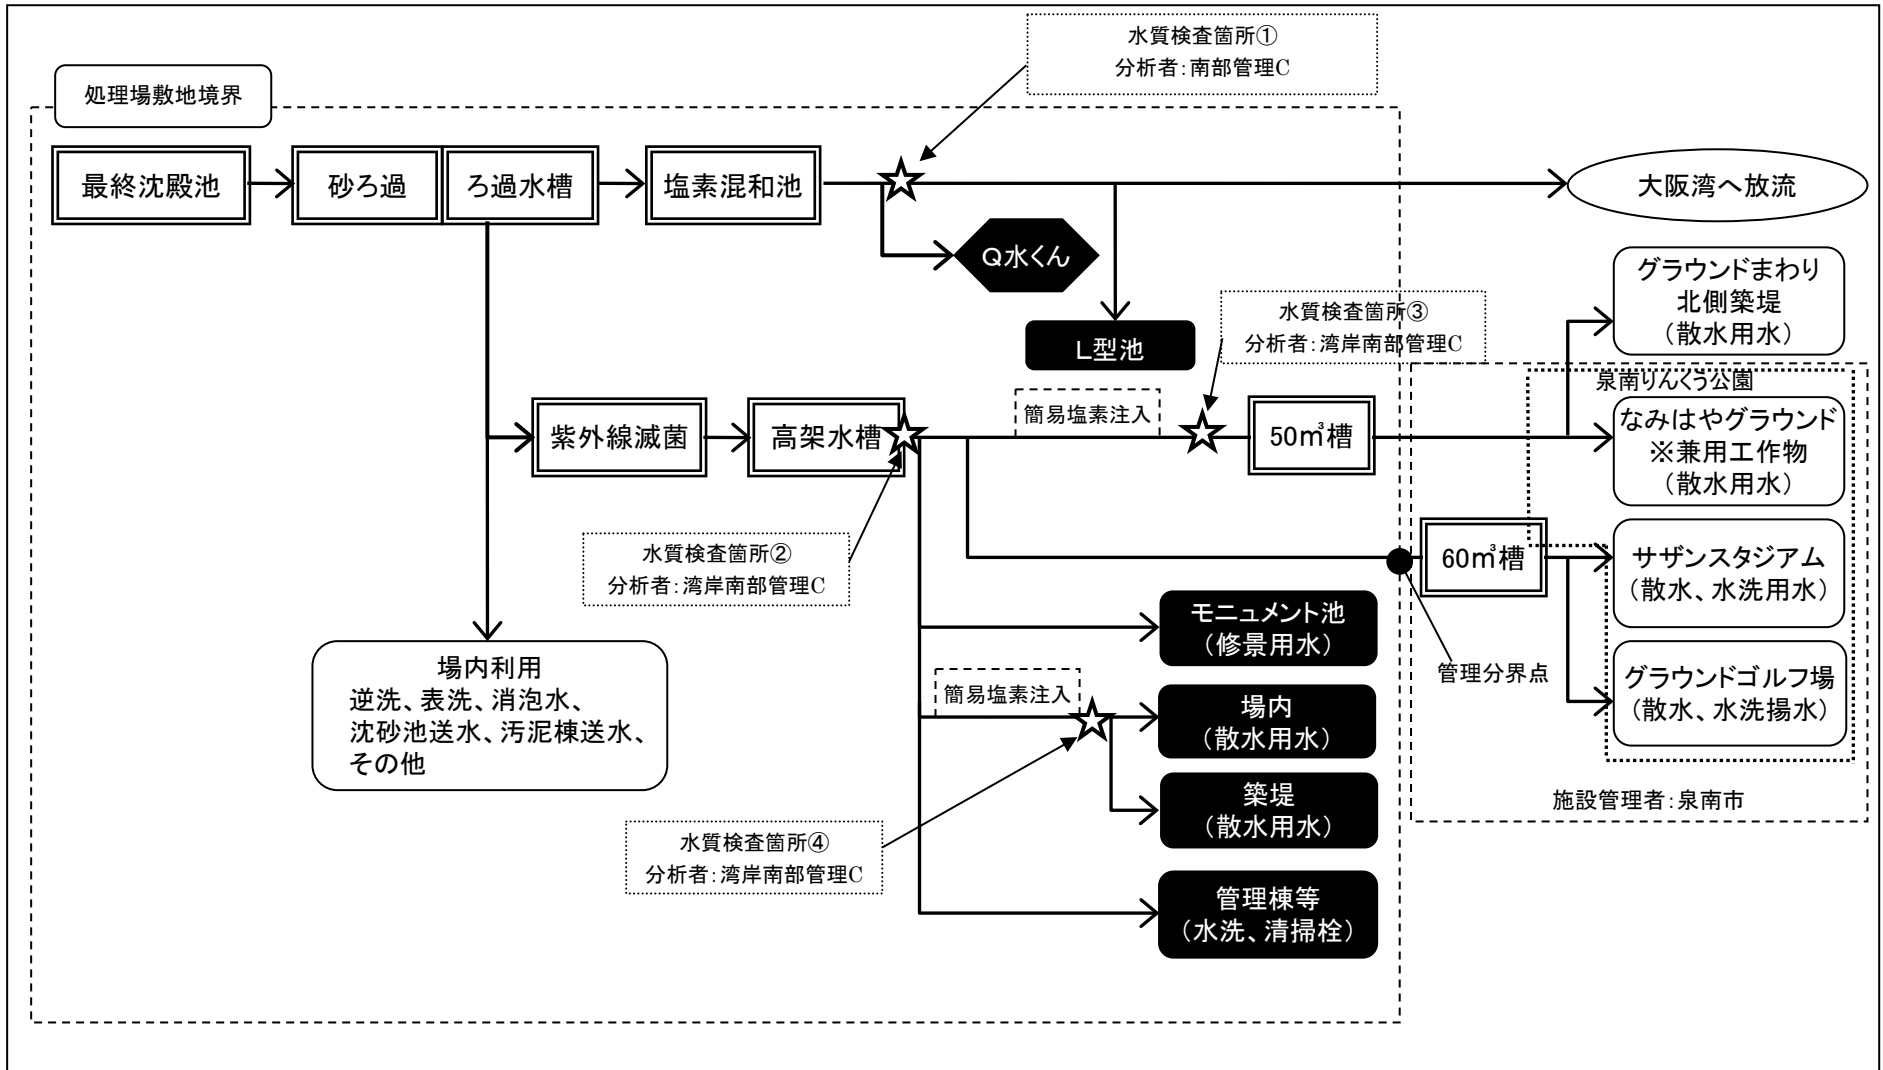 水質検査箇所①
分析者：南部管理C
処理場敷地境界
最終沈殿池
砂ろ過
ろ過水槽
塩素混和池
大阪湾へ放流
Q水くん
グラウンドまわり
北側築堤
（散水用水）
水質検査箇所③
分析者：湾岸南部管理C
L型池
泉南りんくう公園
簡易塩素注入
紫外線滅菌
高架水槽
50㎥槽
なみはやグラウンド
※兼用工作物
（散水用水）
水質検査箇所②
分析者：湾岸南部管理C
60㎥槽
サザンスタジアム
（散水、水洗用水）
モニュメント池
（修景用水）
管理分界点
グラウンドゴルフ場
（散水、水洗揚水）
場内利用
逆洗、表洗、消泡水、
沈砂池送水、汚泥棟送水、
その他
簡易塩素注入
場内
（散水用水）
築堤
（散水用水）
施設管理者：泉南市
水質検査箇所④
分析者：湾岸南部管理C
管理棟等
（水洗、清掃栓）